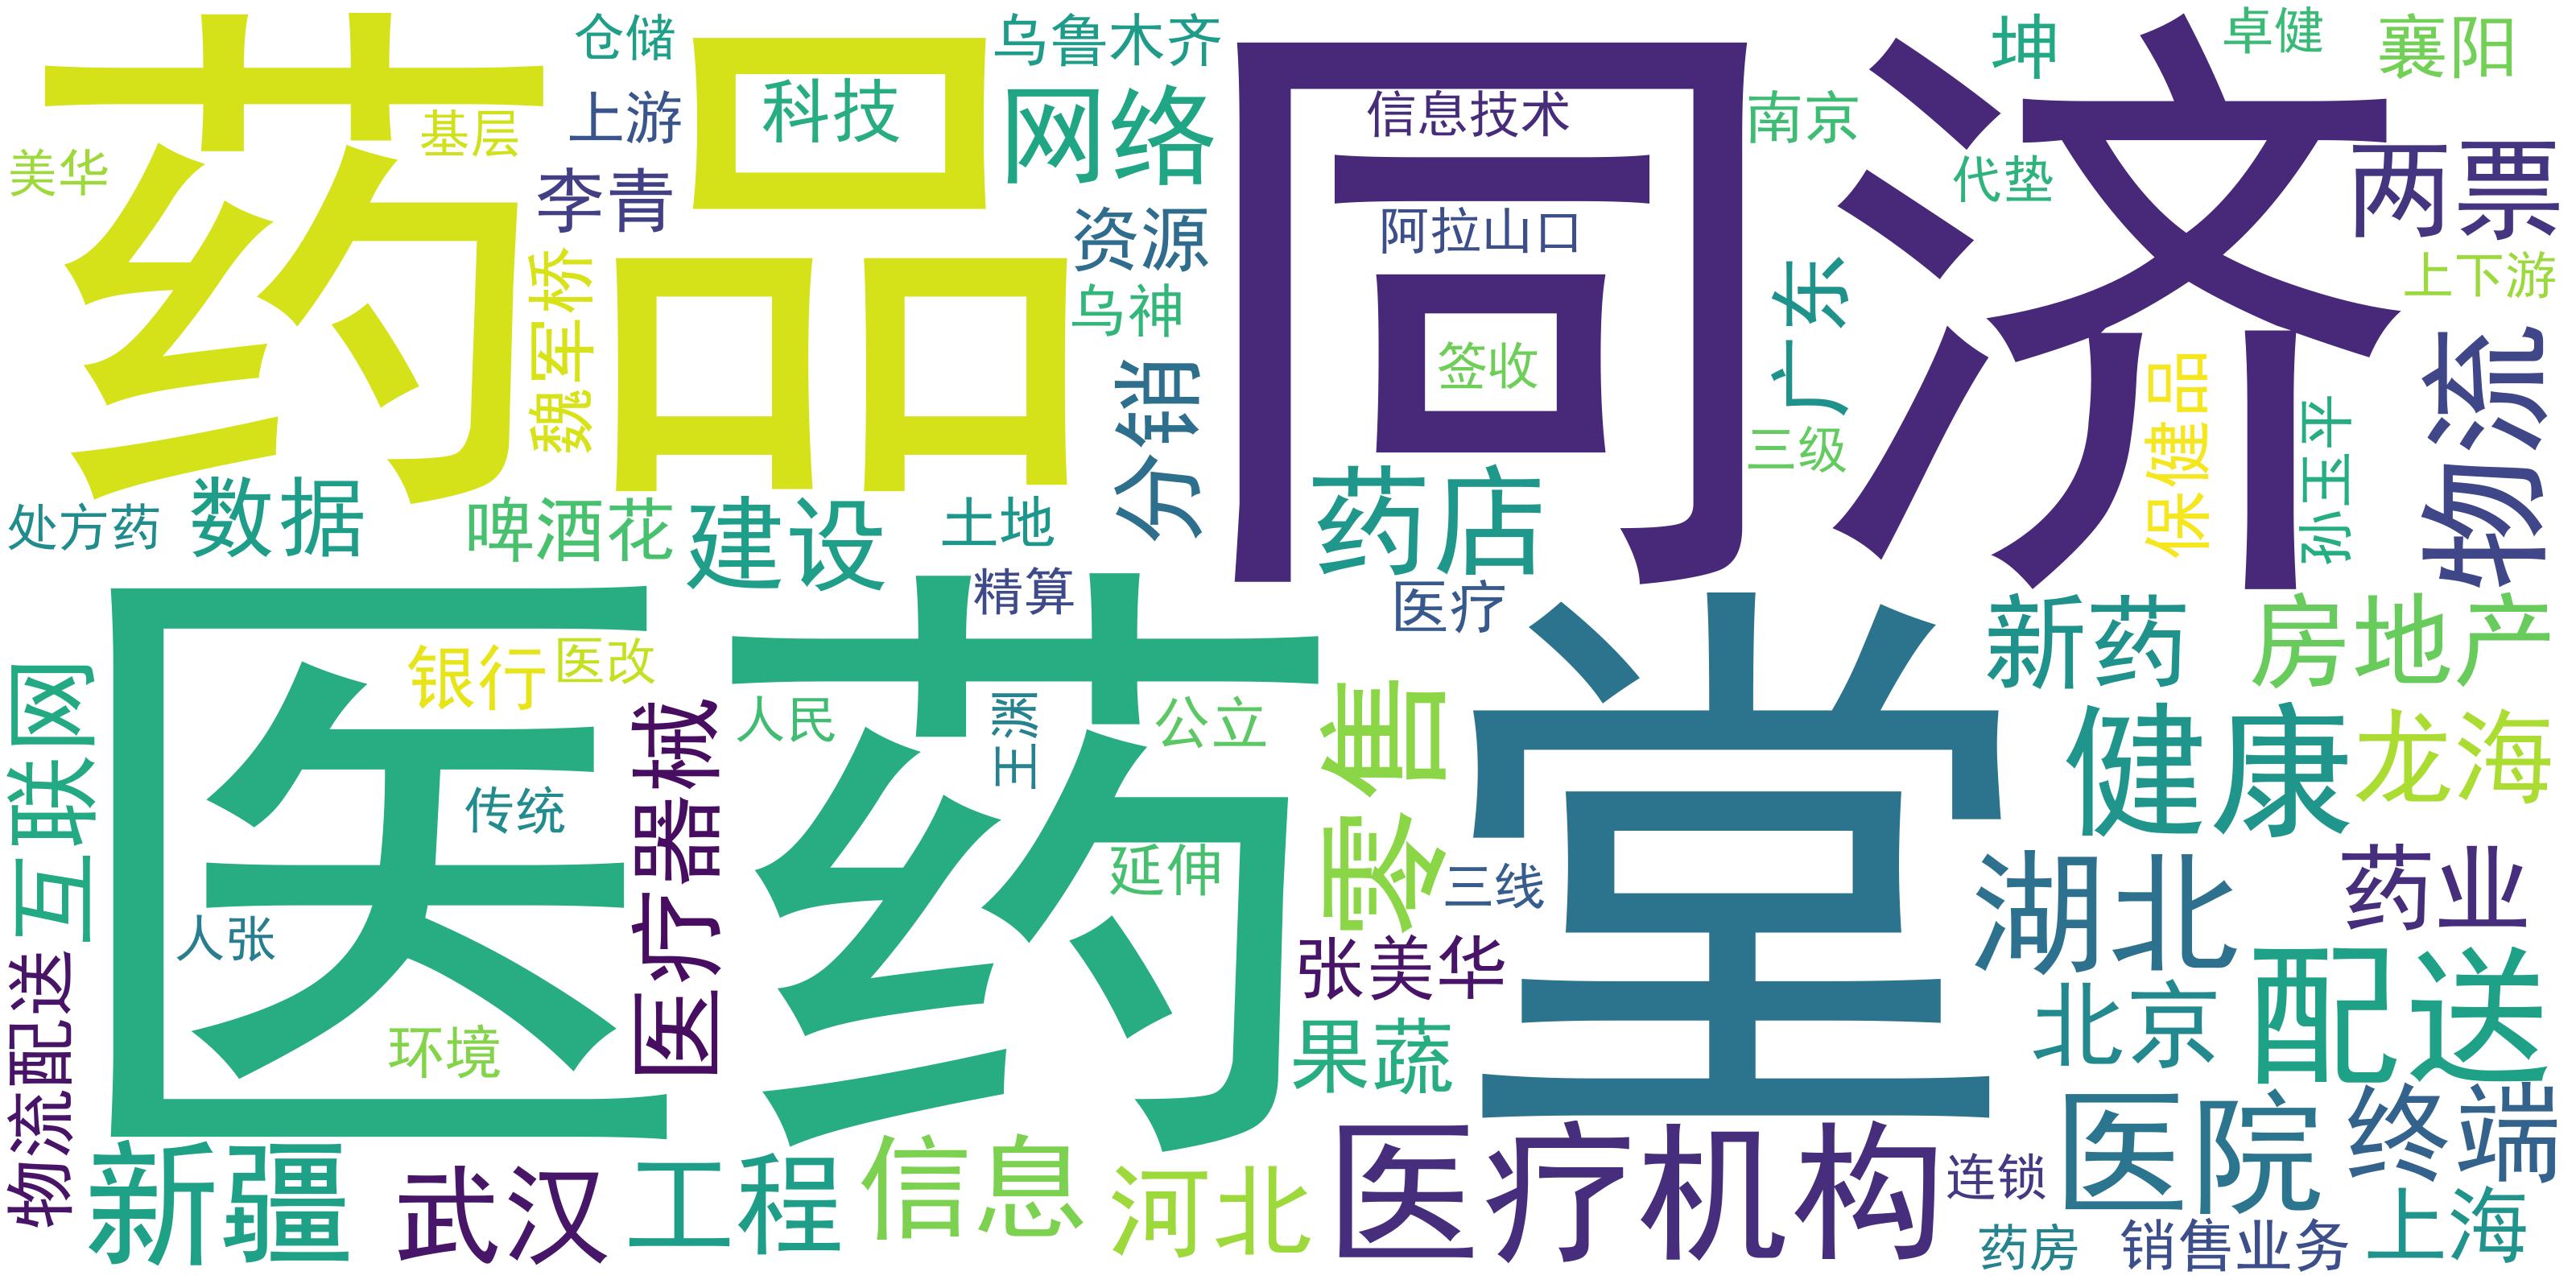 药品
同济
医药
堂
仓储
乌鲁木齐
坤
卓健
襄阳
科技
上游
网络
信息技术
南京
基层
美华
李青
代垫
两票
资源
阿拉山口
魏军桥
乌神
广东
上下游
签收
分销
三级
保健品
孙玉平
物流
处方药
数据
啤酒花
建设
土地
药店
精算
医疗
新药
房地产
互联网
银行
医改
医疗器械
人民
王渊
公立
零售
健康
龙海
传统
延伸
三线
湖北
药业
人张
张美华
物流配送
环境
果蔬
北京
配送
新疆
武汉
工程
信息
河北
医疗机构
连锁
医院
终端
药房
销售业务
上海